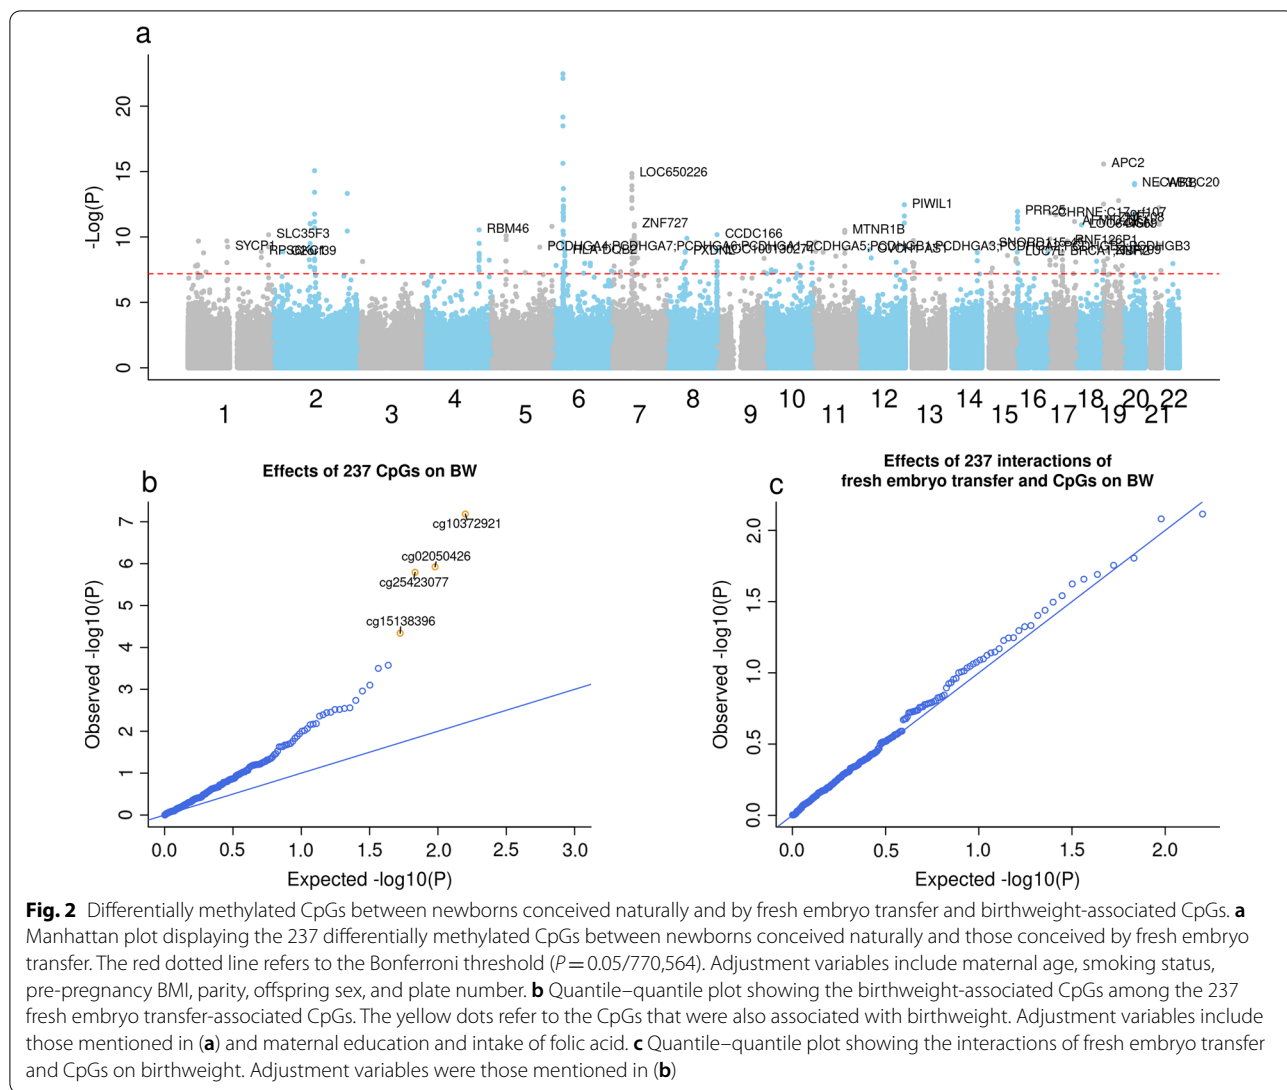 a
-Log(P)
20
15
10
5
0
APC2
LOC650226
PIWIL1
PRR25
ZNF727
SLC35F3
RBM46
CCDC166
MTNR1B
SYCP1
1
2
3
4
5
6
7
8
9
10
11
12
13
14
15
16
17
18
19
20
21
22
b
Effects of 237 CpGs on BW
Observed -log10(P)
7
6
5
4
3
2
1
0
cg10372921
cg02050426
cg25423077
cg15138396
0.0 0.5 1.0 1.5 2.0 2.5 3.0
Expected -log10(P)
c
Effects of 237 interactions of
fresh embryo transfer and CpGs on BW
Observed -log10(P)
2.0
1.5
1.0
0.5
0.0
0.0 0.5 1.0 1.5 2.0
Expected -log10(P)
Fig. 2 Differentially methylated CpGs between newborns conceived naturally and by fresh embryo transfer and birthweight-associated CpGs. a
Manhattan plot displaying the 237 differentially methylated CpGs between newborns conceived naturally and those conceived by fresh embryo
transfer. The red dotted line refers to the Bonferroni threshold (P = 0.05/770,564). Adjustment variables include maternal age, smoking status,
pre-pregnancy BMI, parity, offspring sex, and plate number. b Quantile–quantile plot showing the birthweight-associated CpGs among the 237
fresh embryo transfer-associated CpGs. The yellow dots refer to the CpGs that were also associated with birthweight. Adjustment variables include
those mentioned in (a) and maternal education and intake of folic acid. c Quantile–quantile plot showing the interactions of fresh embryo transfer
and CpGs on birthweight. Adjustment variables were those mentioned in (b)